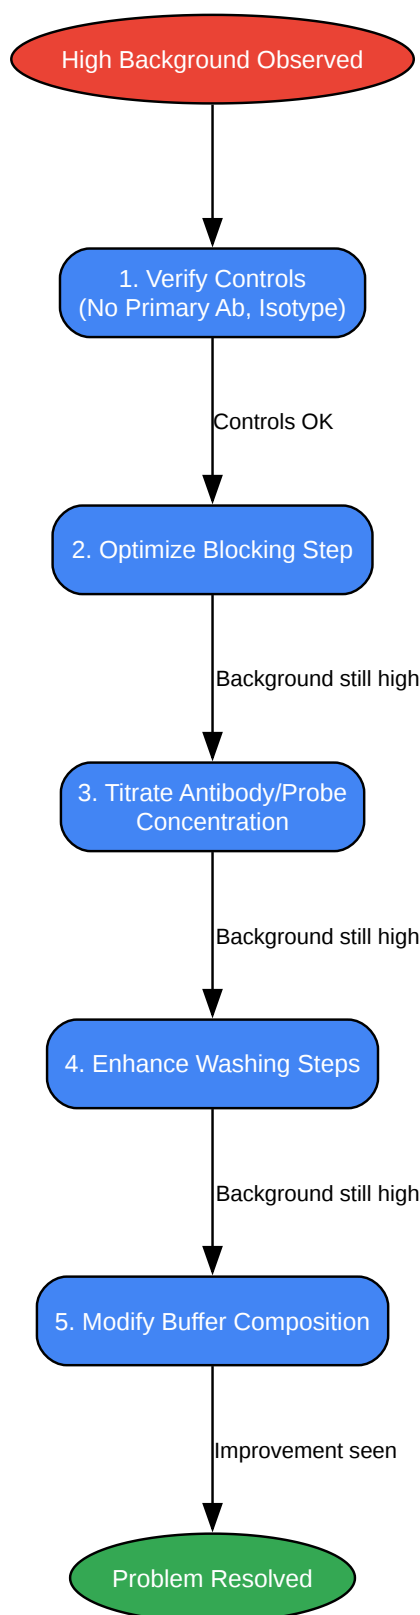 High Background Observed
1. Verify Controls
(No Primary Ab, Isotype)
Controls OK
2. Optimize Blocking Step
Background still high
3. Titrate Antibody/Probe
Concentration
Background still high
4. Enhance Washing Steps
Background still high
5. Modify Buffer Composition
Improvement seen
Problem Resolved